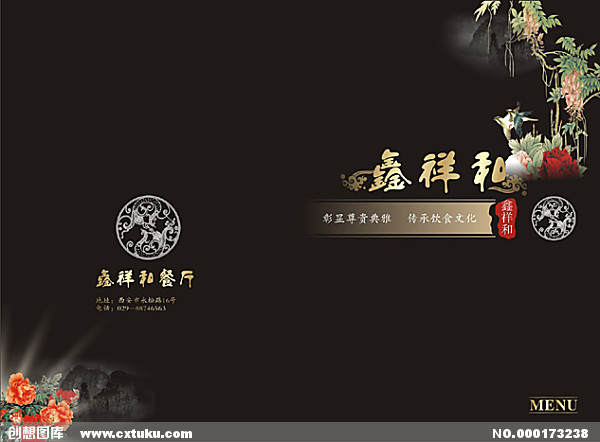 鑫祥和
彰显尊贵典雅 传承饮食文化
鑫祥和
鑫祥和餐厅
地址：西安市永松路16号
电话：029—88746563
MENU
创想图库 www.cxtuku.com
NO.000173238